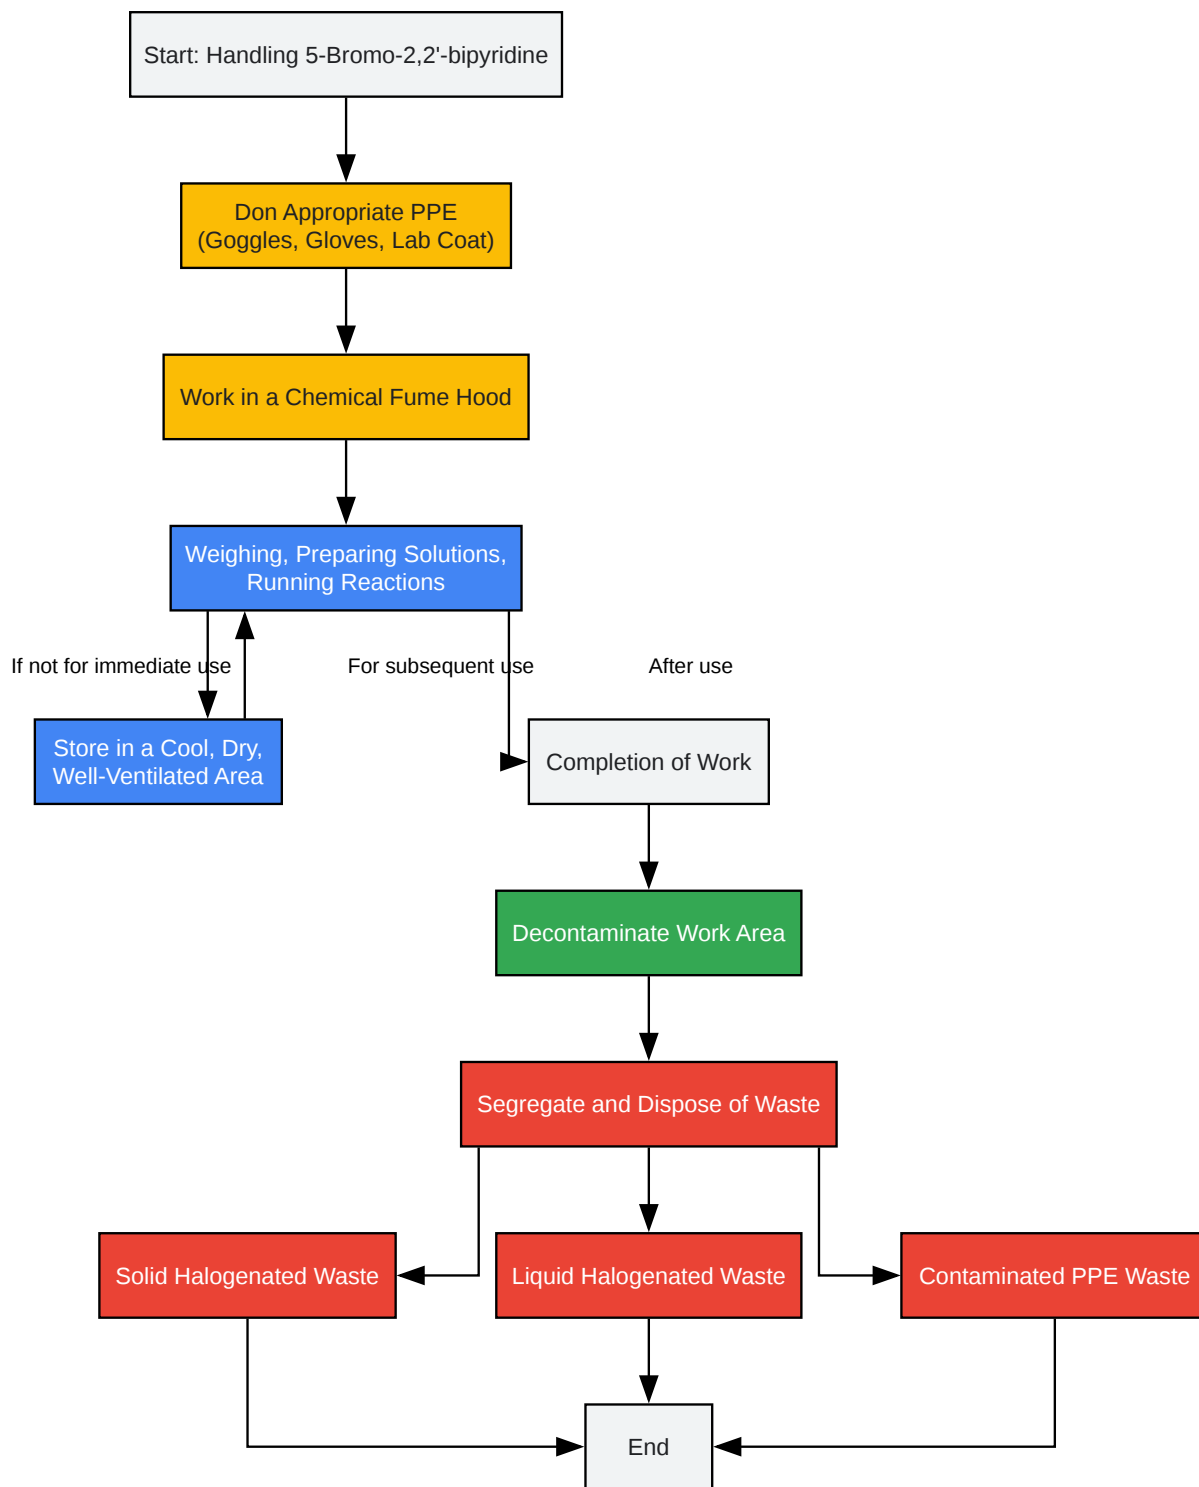 Start: Handling 5-Bromo-2,2'-bipyridine
Don Appropriate PPE
(Goggles, Gloves, Lab Coat)
Work in a Chemical Fume Hood
Weighing, Preparing Solutions,
Running Reactions
If not for immediate use
For subsequent use
After use
Store in a Cool, Dry,
Well-Ventilated Area
Completion of Work
Decontaminate Work Area
Segregate and Dispose of Waste
Solid Halogenated Waste
Liquid Halogenated Waste
Contaminated PPE Waste
End